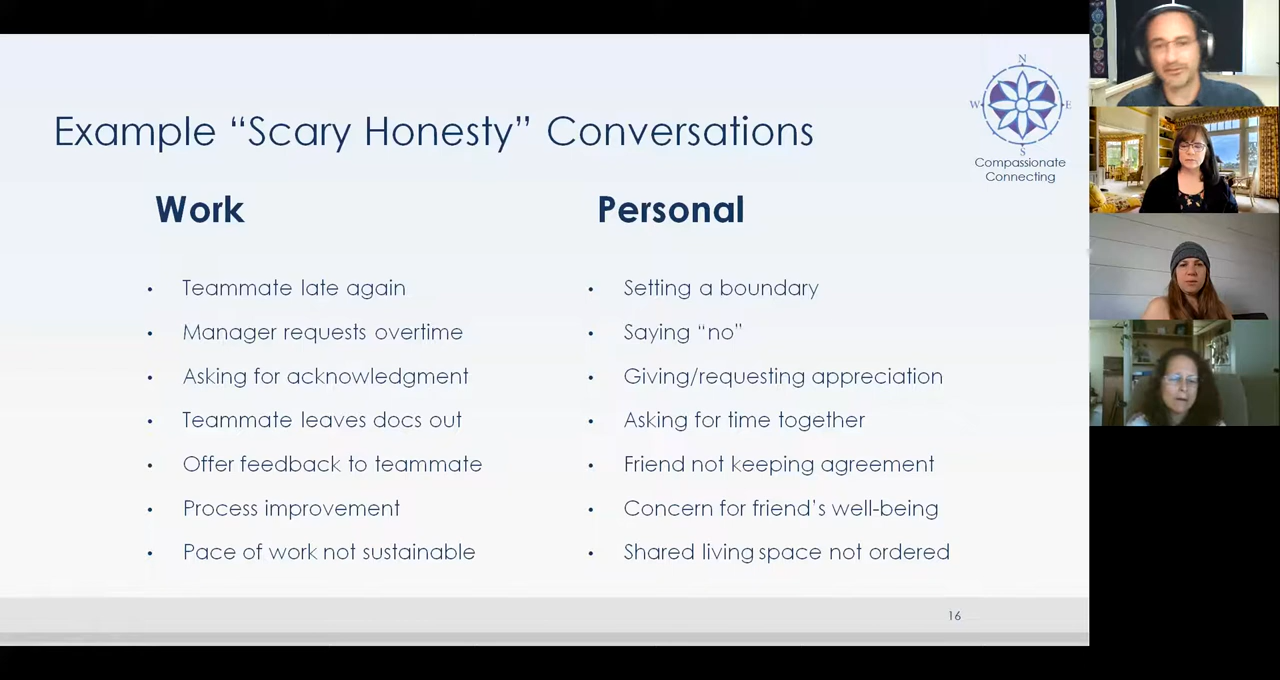 N
W
E
S
Compassionate
Connecting
Example “Scary Honesty” Conversations
Work
Teammate late again
Manager requests overtime
Asking for acknowledgment
Teammate leaves docs out
Offer feedback to teammate
Process improvement
Pace of work not sustainable
Personal
Setting a boundary
Saying “no”
Giving/requesting appreciation
Asking for time together
Friend not keeping agreement
Concern for friend’s well-being
Shared living space not ordered
16